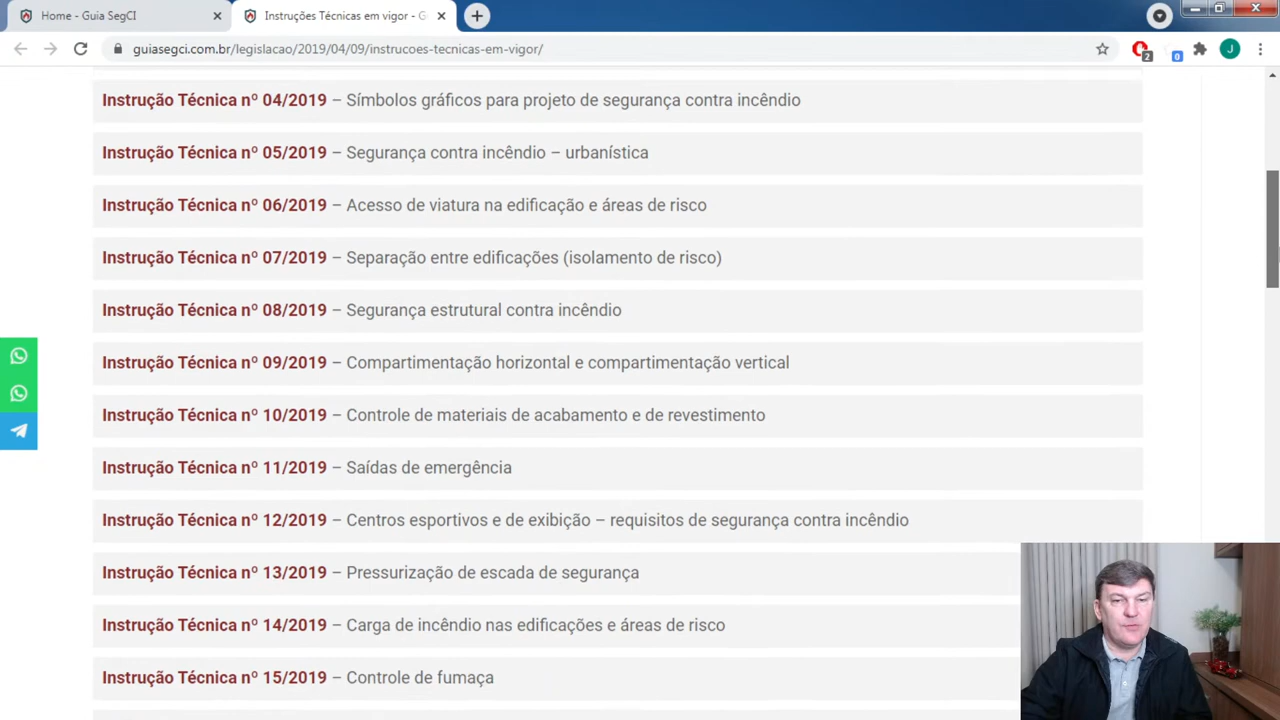 Home - Guia SegCI
Instruções Técnicas em vigor - G
guiasegci.com.br/legislacao/2019/04/09/instrucoes-tecnicas-em-vigor/
2
0
J
Instrução Técnica nº 04/2019 – Símbolos gráficos para projeto de segurança contra incêndio
Instrução Técnica nº 05/2019 – Segurança contra incêndio – urbanística
Instrução Técnica nº 06/2019 – Acesso de viatura na edificação e áreas de risco
Instrução Técnica nº 07/2019 – Separação entre edificações (isolamento de risco)
Instrução Técnica nº 08/2019 – Segurança estrutural contra incêndio
Instrução Técnica nº 09/2019 – Compartimentação horizontal e compartimentação vertical
Instrução Técnica nº 10/2019 – Controle de materiais de acabamento e de revestimento
Instrução Técnica nº 11/2019 – Saídas de emergência
Instrução Técnica nº 12/2019 – Centros esportivos e de exibição – requisitos de segurança contra incêndio
Instrução Técnica nº 13/2019 – Pressurização de escada de segurança
Instrução Técnica nº 14/2019 – Carga de incêndio nas edificações e áreas de risco
Instrução Técnica nº 15/2019 – Controle de fumaça